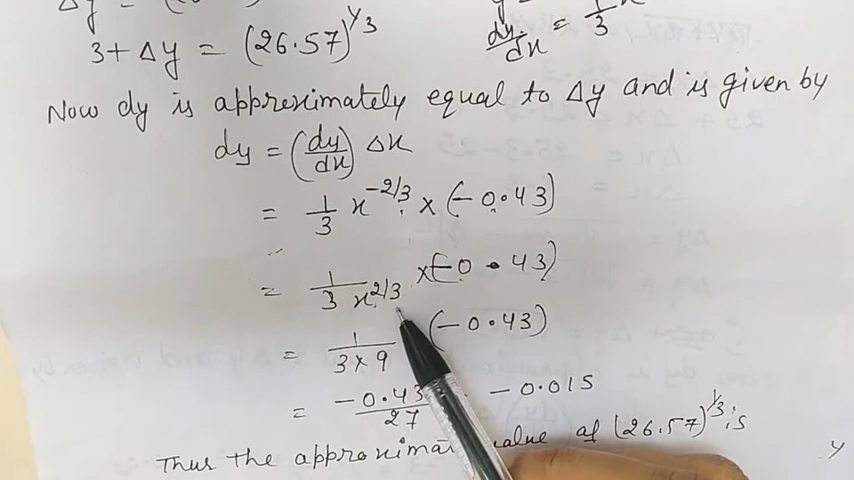 3 + Δy = (26.57)^1/3
dy/dx = 1/3
Now dy is approximately equal to Δy and is given by
dy = (dy/dx) Δx
= 1/3 x^-2/3 × (-0.43)
= 1/3 x^2/3 × (-0.43)
= 1/3×9 (-0.43)
= -0.43/27 -0.015
Thus the value of (26.57)^1/3 is
y